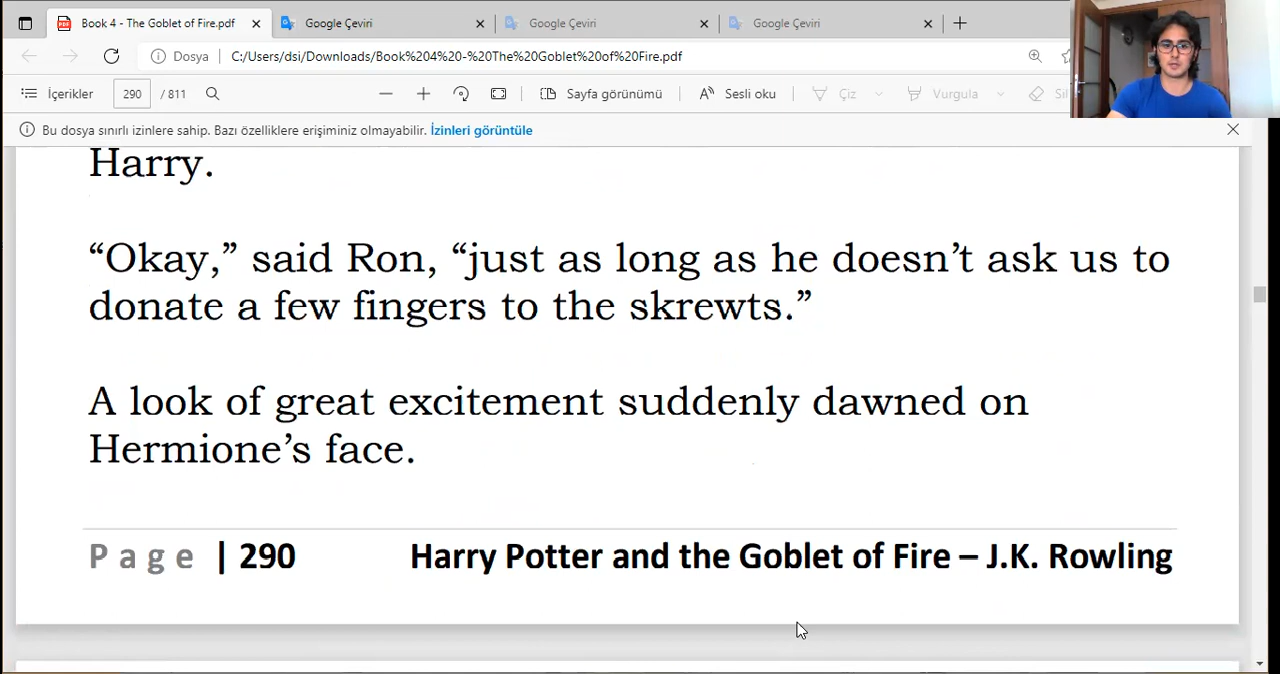 Book 4 - The Goblet of Fire.pdf
Google Çeviri
Google Çeviri
Google Çeviri
Dosya
C:/Users/dsi/Downloads/Book%204%20-%20The%20Goblet%20of%20Fire.pdf
İçerikler
290
/ 811
Sayfa görünümü
Sesli oku
Çiz
Vurgula
Bu dosya sınırlı izinlere sahip. Bazı özelliklere erişiminiz olmayabilir. İzinleri görüntüle
Harry.
“Okay,” said Ron, “just as long as he doesn’t ask us to
donate a few fingers to the skrewts.”
A look of great excitement suddenly dawned on
Hermione’s face.
Page | 290
Harry Potter and the Goblet of Fire – J.K. Rowling